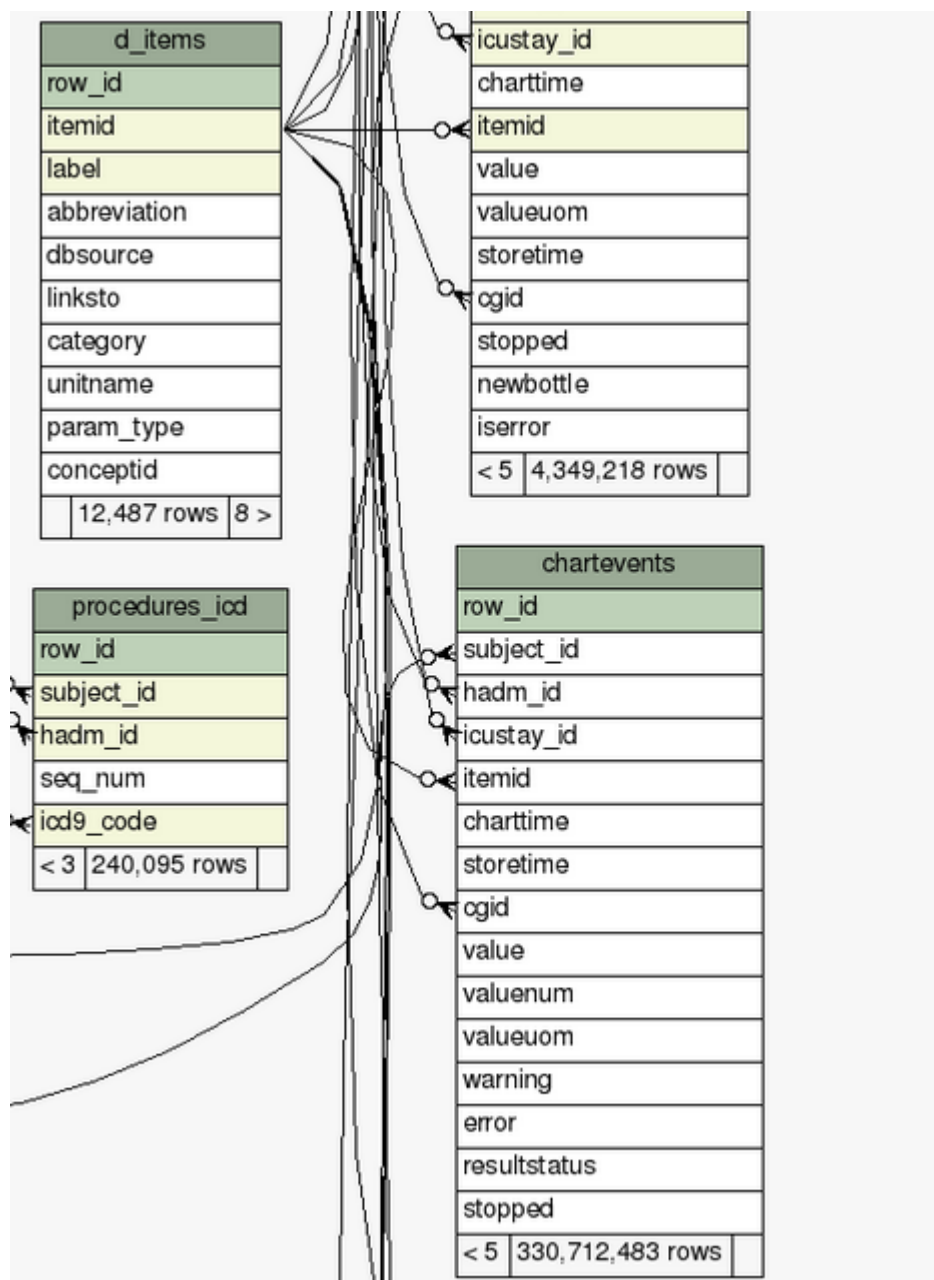 d_items
row_id
itemid
label
abbreviation
dbsource
linksto
category
unitname
param_type
conceptid
12,487 rows 8 >
procedures_icd
row_id
subject_id
hadm_id
seq_num
icd9_code
< 3 240,095 rows
icustay_id
charttime
itemid
value
valueuom
storetime
cgid
stopped
newbottle
iserror
< 5 4,349,218 rows
chartevents
row_id
subject_id
hadm_id
icustay_id
itemid
charttime
storetime
cgid
value
valuenum
valueuom
warning
error
resultstatus
stopped
< 5 330,712,483 rows